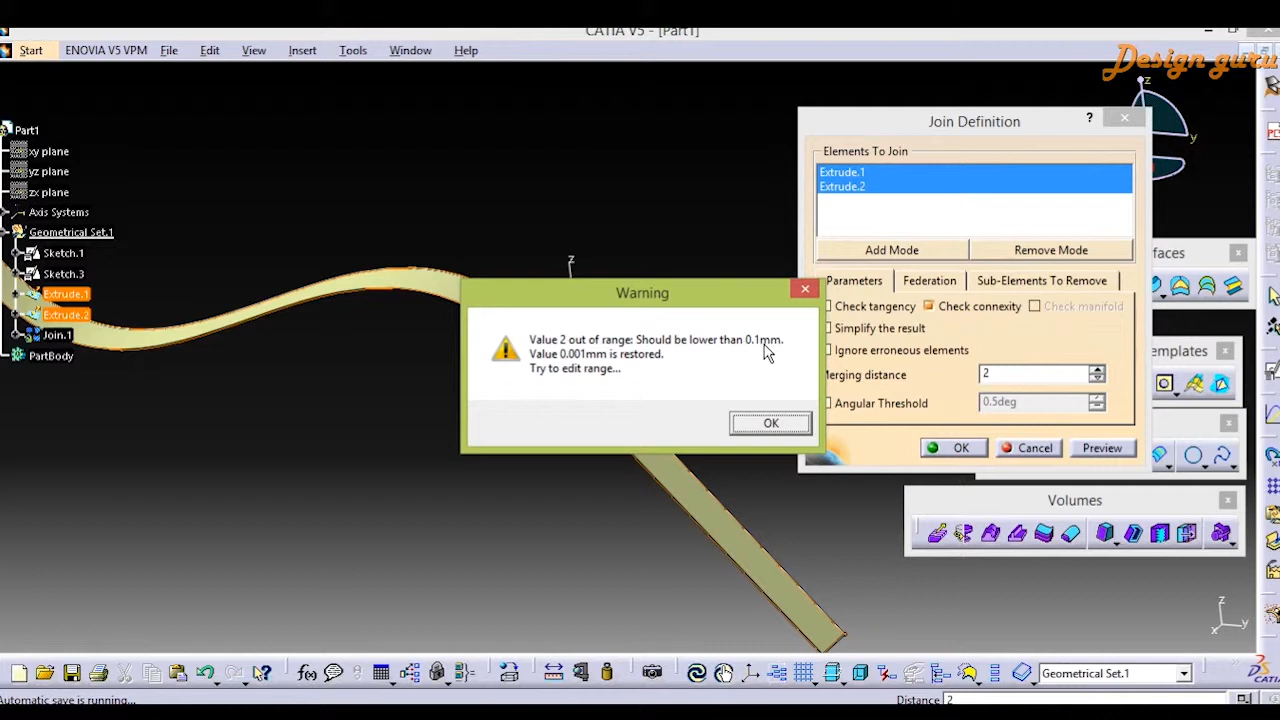 CATIA V5 - [Part1]
Start ENOVIA V5 VPM File Edit View Insert Tools Window Help
Design guru
z
y
Part1
xy plane
yz plane
zx plane
Axis Systems
Geometrical Set.1
Sketch.1
Sketch.3
Extrude.1
Extrude.2
Join.1
PartBody
z
Join Definition
?
Elements To Join
Extrude.1
Extrude.2
Add Mode Remove Mode
Parameters Federation Sub-Elements To Remove
Check tangency Check connexity Check manifold
Simplify the result
Ignore erroneous elements
Merging distance 2
Angular Threshold 0.5deg
OK Cancel Preview
Warning
Value 2 out of range: Should be lower than 0.1mm.
Value 0.001mm is restored.
Try to edit range...
OK
faces
emplates
Volumes
z
x y
Geometrical Set.1
CATIA
Automatic save is running... Distance 2